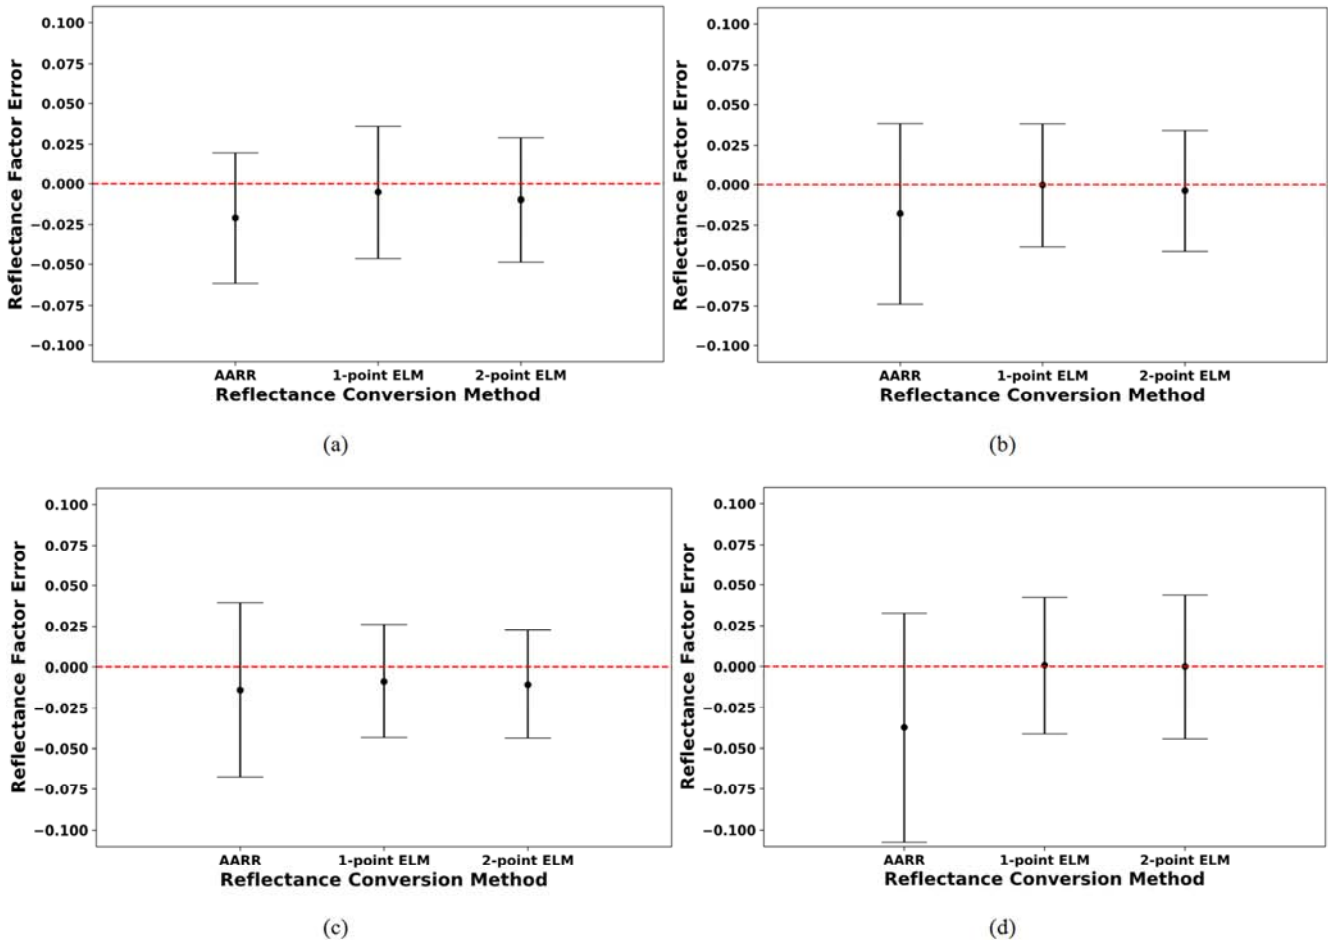 0.100
0.075
0.050
0.025
0.000
−0.025
−0.050
−0.075
−0.100
Reflectance Factor Error
AARR 1-point ELM 2-point ELM
Reflectance Conversion Method
(a)
0.100
0.075
0.050
0.025
0.000
−0.025
−0.050
−0.075
−0.100
Reflectance Factor Error
AARR 1-point ELM 2-point ELM
Reflectance Conversion Method
(b)
0.100
0.075
0.050
0.025
0.000
−0.025
−0.050
−0.075
−0.100
Reflectance Factor Error
AARR 1-point ELM 2-point ELM
Reflectance Conversion Method
(c)
0.100
0.075
0.050
0.025
0.000
−0.025
−0.050
−0.075
−0.100
Reflectance Factor Error
AARR 1-point ELM 2-point ELM
Reflectance Conversion Method
(d)